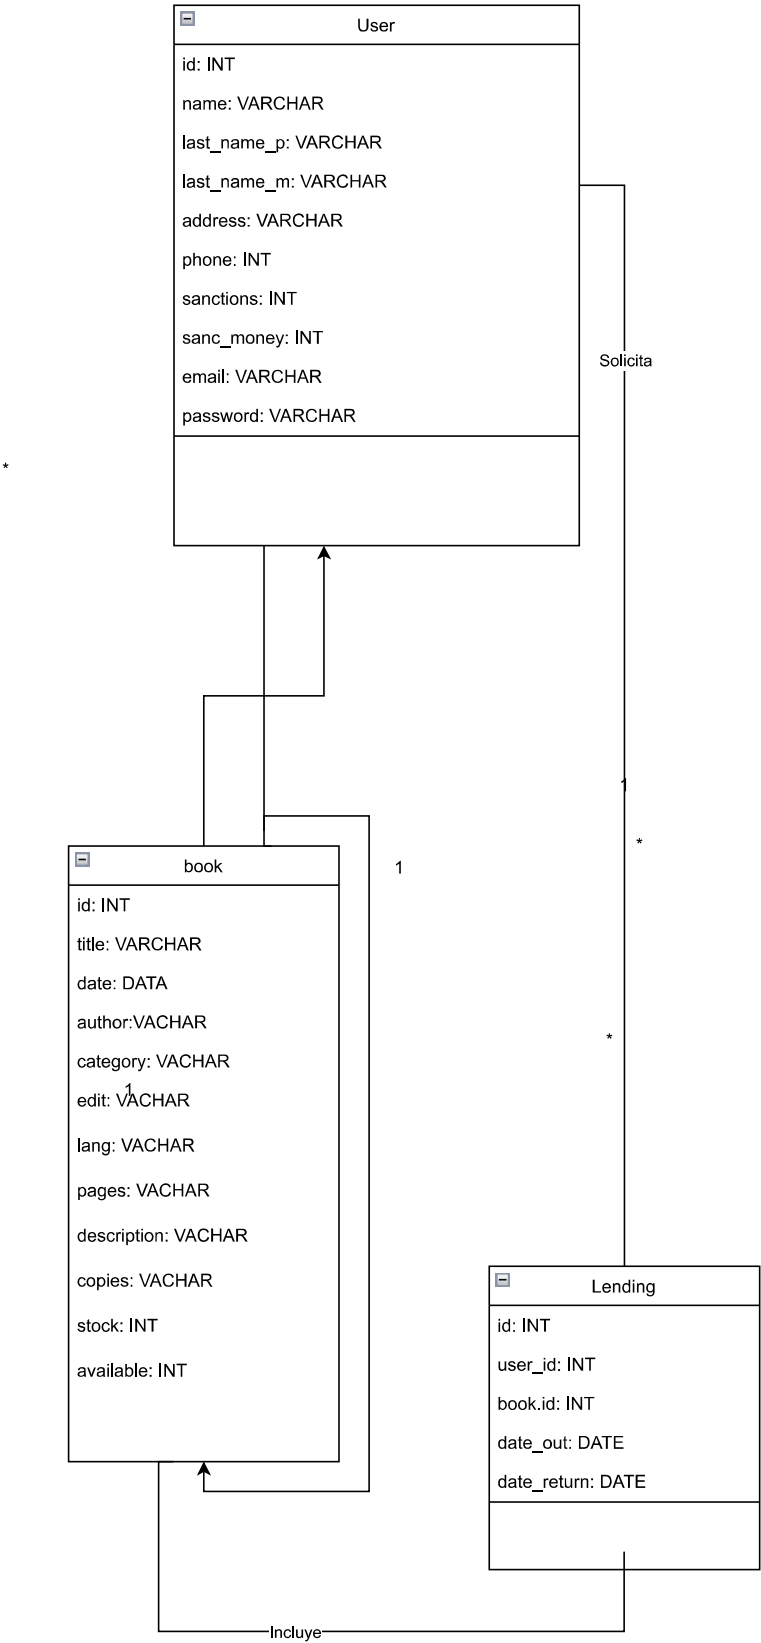 User
id: INT
name: VARCHAR
last_name_p: VARCHAR
last_name_m: VARCHAR
address: VARCHAR
phone: INT
sanctions: INT
sanc_money: INT
email: VARCHAR
password: VARCHAR
Solicita
*
1
*
1
book
id: INT
title: VARCHAR
date: DATA
author:VACHAR
category: VACHAR
1
edit: VACHAR
lang: VACHAR
pages: VACHAR
description: VACHAR
copies: VACHAR
stock: INT
available: INT
*
Lending
id: INT
user_id: INT
book.id: INT
date_out: DATE
date_return: DATE
Incluye